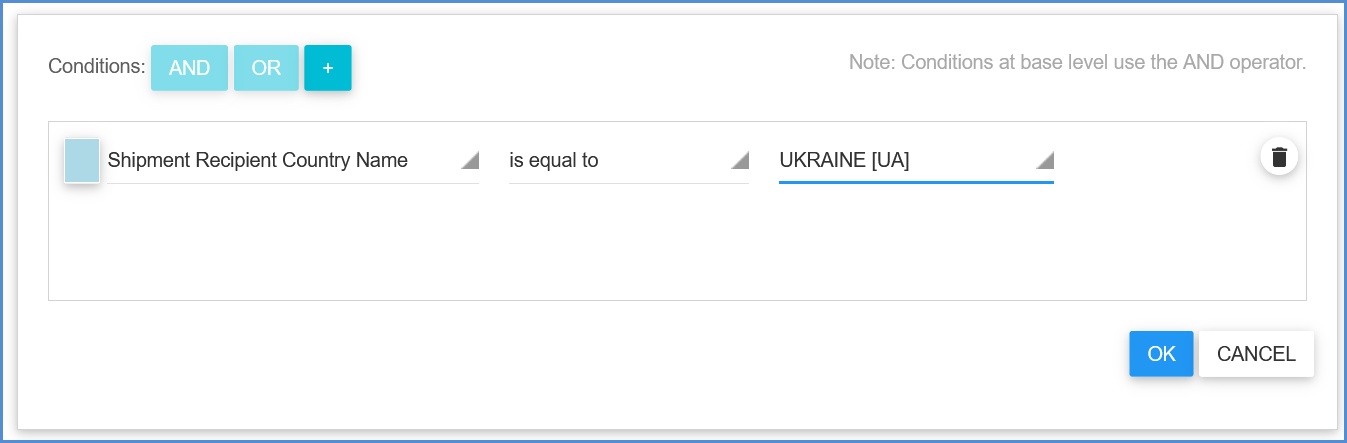 Conditions: AND OR +
Note: Conditions at base level use the AND operator.
Shipment Recipient Country Name is equal to UKRAINE [UA]
OK CANCEL